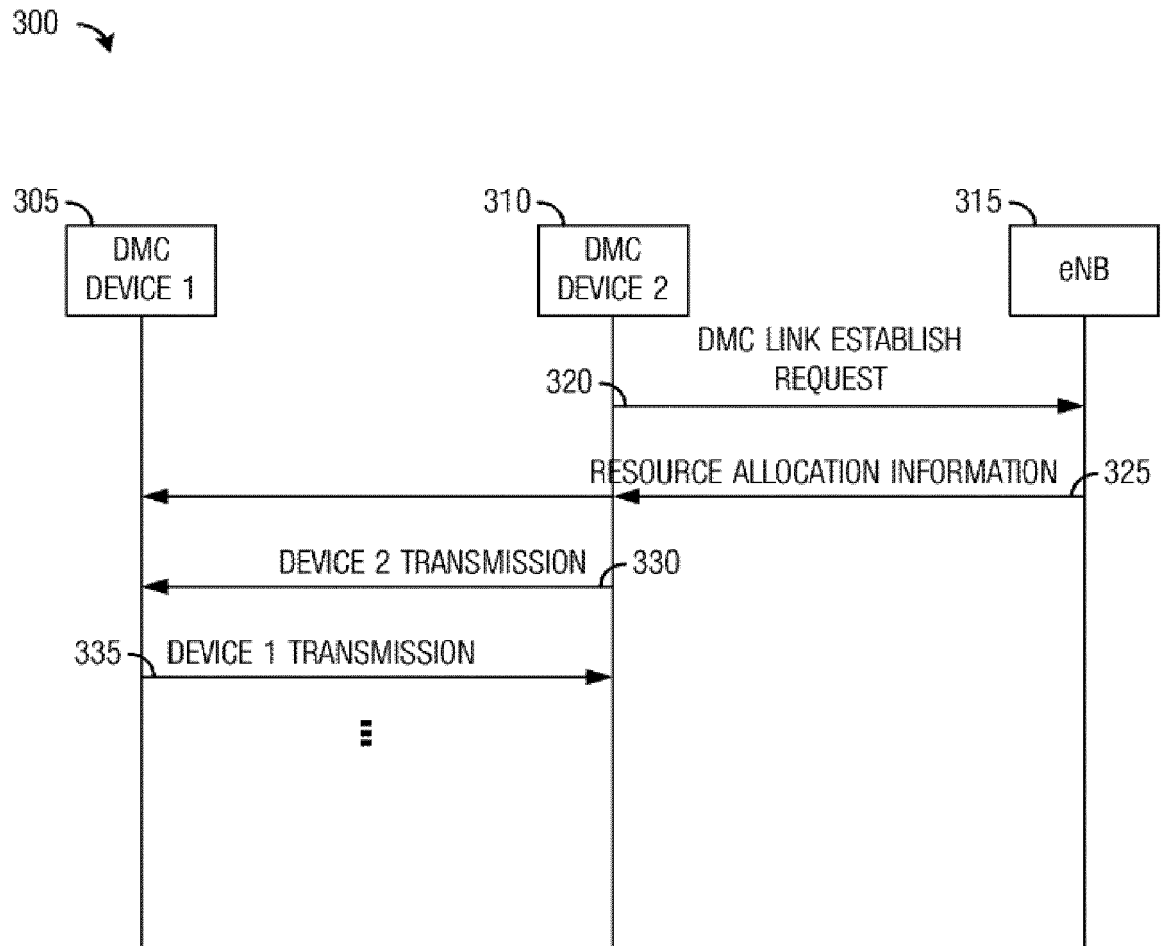 300
305
310
315
DMC
DEVICE 1
DMC
DEVICE 2
eNB
DMC LINK ESTABLISH
REQUEST
320
RESOURCE ALLOCATION INFORMATION
325
DEVICE 2 TRANSMISSION
330
335
DEVICE 1 TRANSMISSION